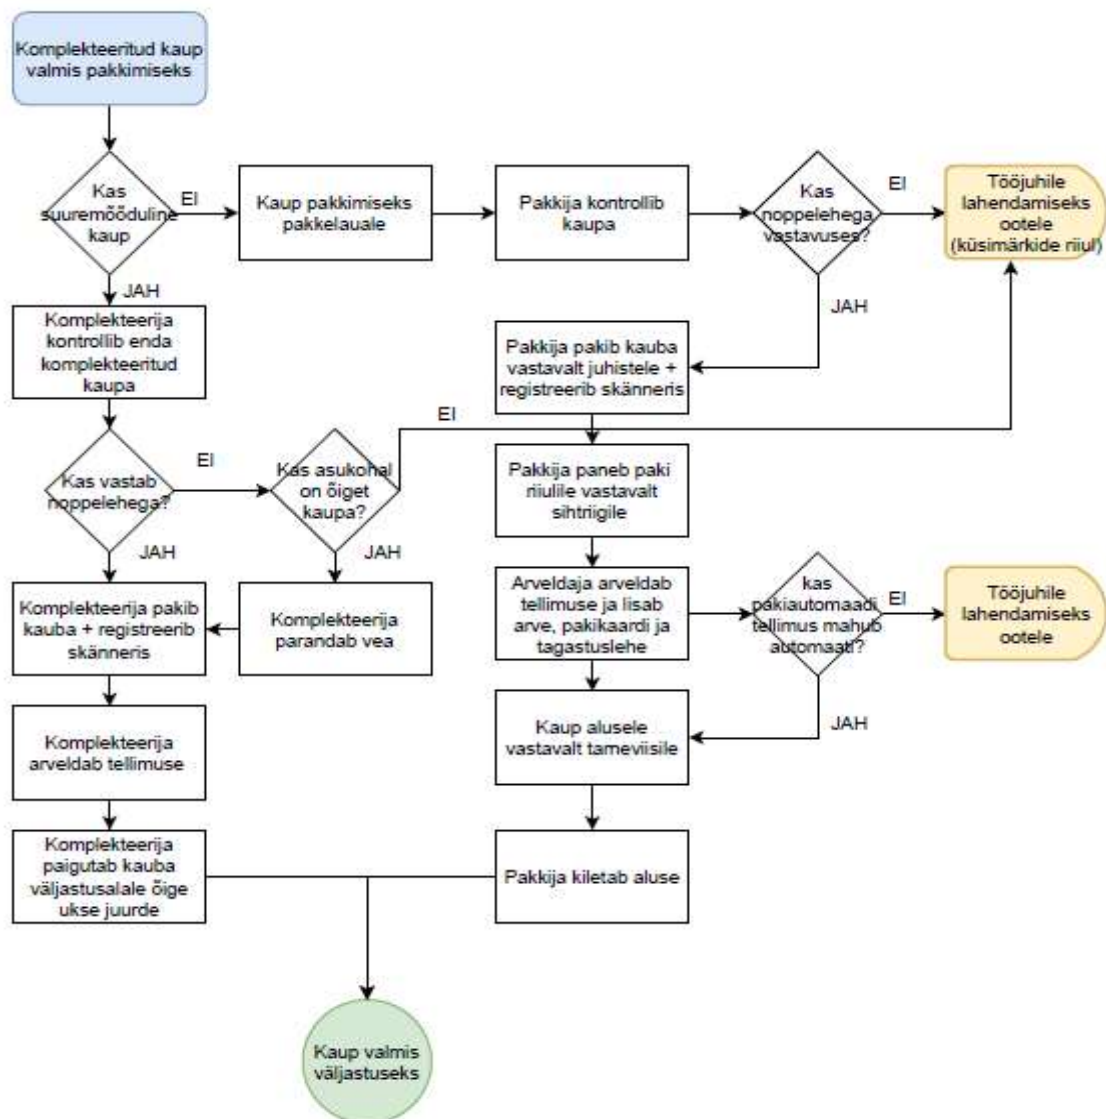 Komplekteeritud kaup
valmis pakkimiseks
Kas
suuremõõduline
kaup
EI
Kaup pakkimiseks
pakkelauale
Pakkija kontrollib
kaupa
Kas
noppelehega
vastavuses?
EI
Tööjuhile
lahendamiseks
ootele
(küsimärkide riiul)
JAH
JAH
Komplekteerija
kontrollib enda
komplekteeritud
kaupa
Pakkija pakib kauba
vastavalt juhistele +
registreerib skänneris
EI
Kas vastab
noppelehega?
EI
Kas asukohal
on õiget
kaupa?
Pakkija paneb paki
riiulile vastavalt
sihtriigile
JAH
JAH
Komplekteerija pakib
kauba + registreerib
skänneris
Komplekteerija
parandab vea
Arveldaja arveldab
tellimuse ja lisab
arve, pakikaardi ja
tagastuslehe
kas
pakiautomaadi
tellimus mahub
automaati?
EI
Tööjuhile
lahendamiseks
ootele
JAH
Komplekteerija
arveldab tellimuse
Kaup alusele
vastavalt tarneviisile
Komplekteerija
paigutab kauba
väljastusalale õige
ukse juurde
Pakkija kiletab aluse
Kaup valmis
väljastuseks